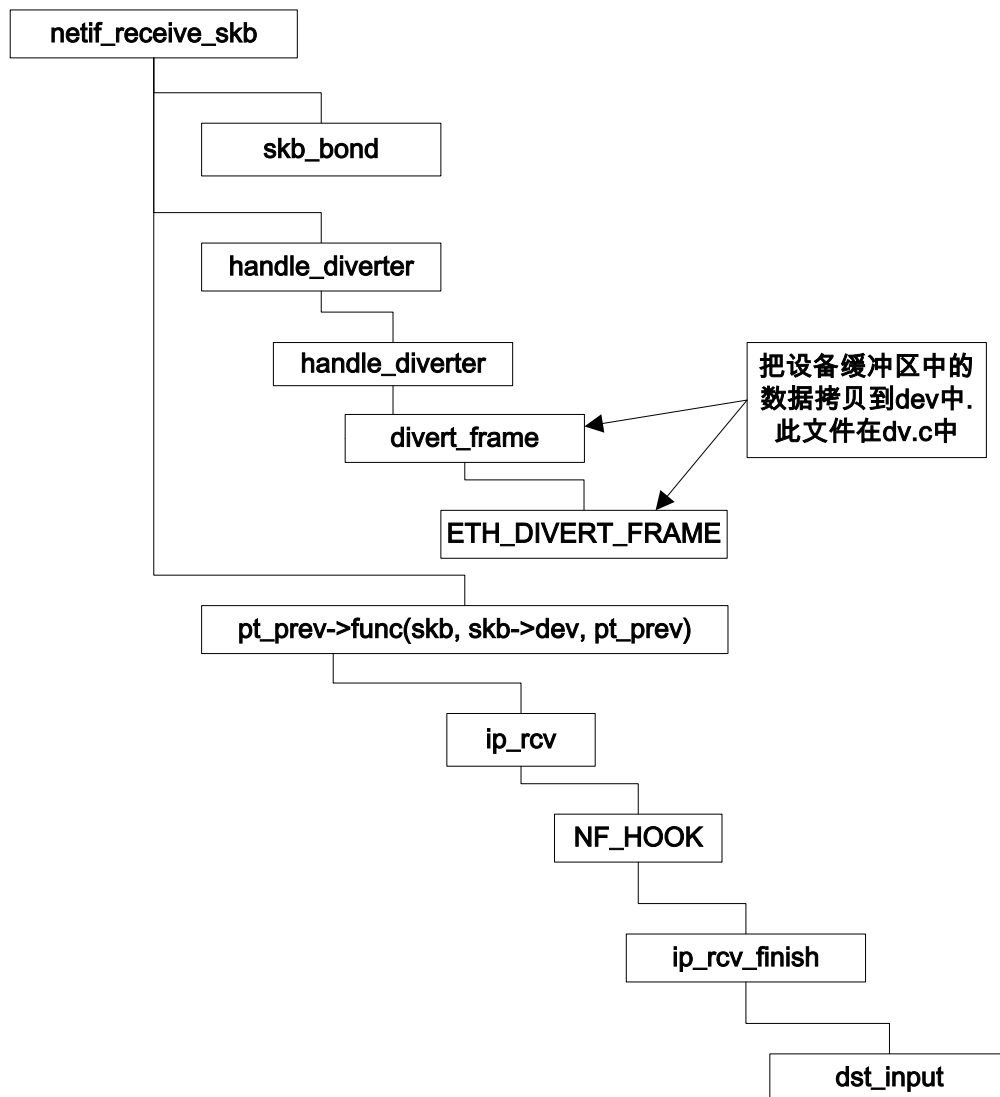 netif_receive_skb
skb_bond
handle_diverter
handle_diverter
把设备缓冲区中的
数据拷贝到dev中.
此文件在dv.c中
divert_frame
ETH_DIVERT_FRAME
pt_prev->func(skb, skb->dev, pt_prev)
ip_rcv
NF_HOOK
ip_rcv_finish
dst_input